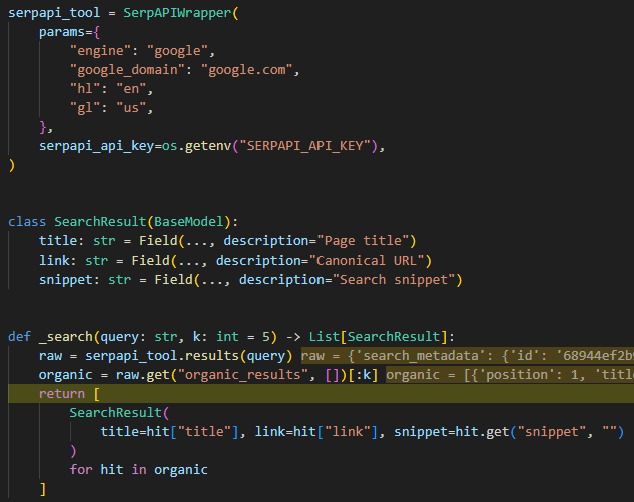 serpapi_tool = SerpAPIWrapper(
    params={
        "engine": "google",
        "google_domain": "google.com",
        "hl": "en",
        "gl": "us",
    },
    serpapi_api_key=os.getenv("SERPAPI_API_KEY"),
)
class SearchResult(BaseModel):
    title: str = Field(..., description="Page title")
    link: str = Field(..., description="Canonical URL")
    snippet: str = Field(..., description="Search snippet")
def _search(query: str, k: int = 5) -> List[SearchResult]:
    raw = serpapi_tool.results(query) raw = {'search_metadata': {'id': '68944ef2b9
    organic = raw.get("organic_results", [])[:k] organic = [{'position': 1, 'title
    return [
        SearchResult(
            title=hit["title"], link=hit["link"], snippet=hit.get("snippet", "")
        )
        for hit in organic
    ]